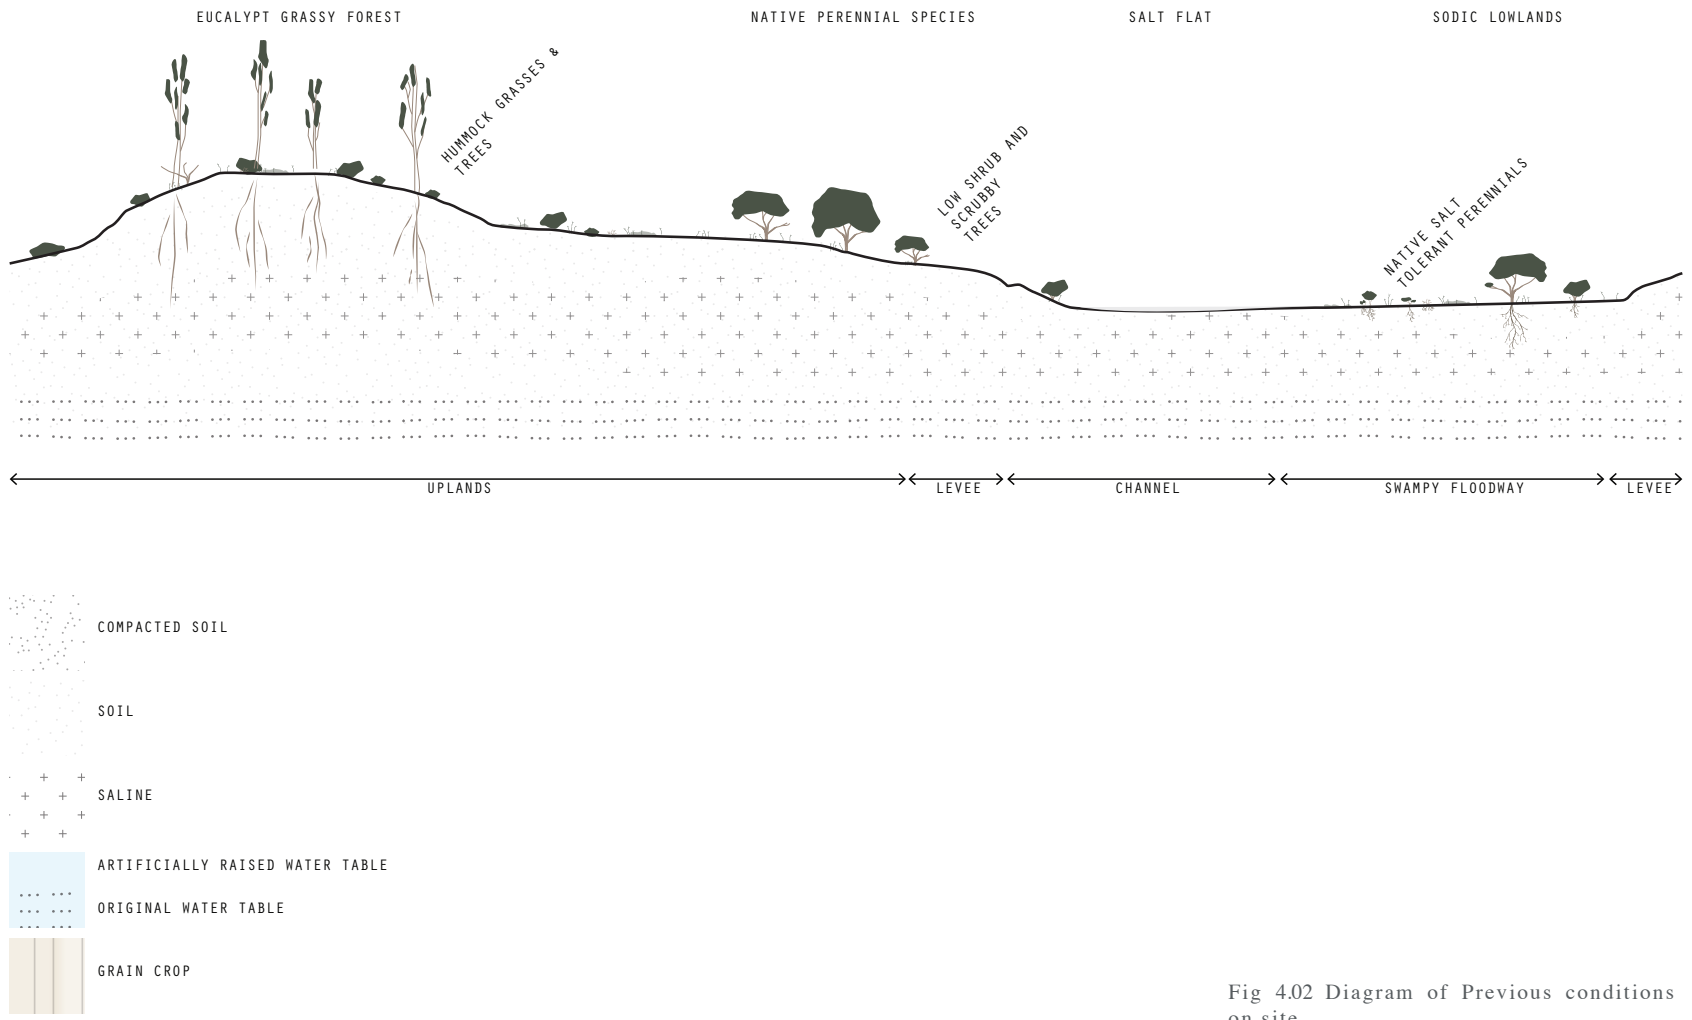 EUCALYPT GRASSY FOREST
NATIVE PERENNIAL SPECIES
SALT FLAT
SODIC LOWLANDS
HUMMOCK GRASSES &
TREES
LOW SHRUB AND
SCRUBBY
TREES
NATIVE SALT
TOLERANT PERENNIALS
UPLANDS
LEVEE
CHANNEL
SWAMPY FLOODWAY
LEVEE
COMPACTED SOIL
SOIL
SALINE
ARTIFICIALLY RAISED WATER TABLE
ORIGINAL WATER TABLE
GRAIN CROP
Fig 4.02 Diagram of Previous conditions
on site